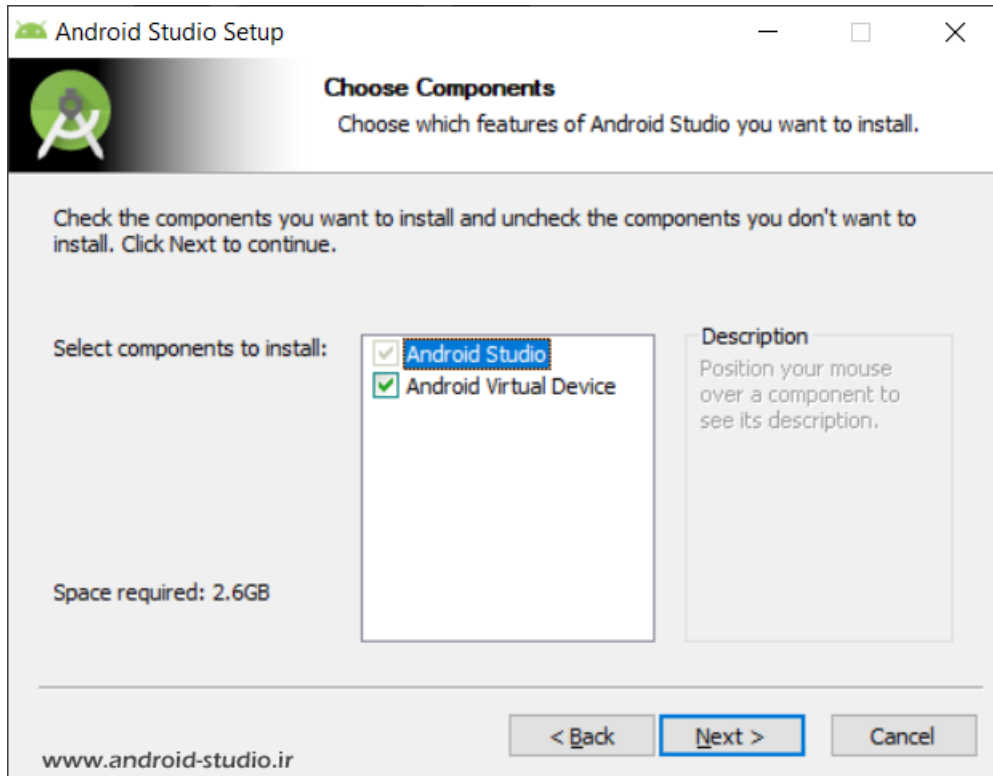 Android Studio Setup
Choose Components
Choose which features of Android Studio you want to install.
Check the components you want to install and uncheck the components you don't want to
install. Click Next to continue.
Select components to install:
Android Studio
Android Virtual Device
Description
Position your mouse
over a component to
see its description.
Space required: 2.6GB
< Back
Next >
Cancel
www.android-studio.ir